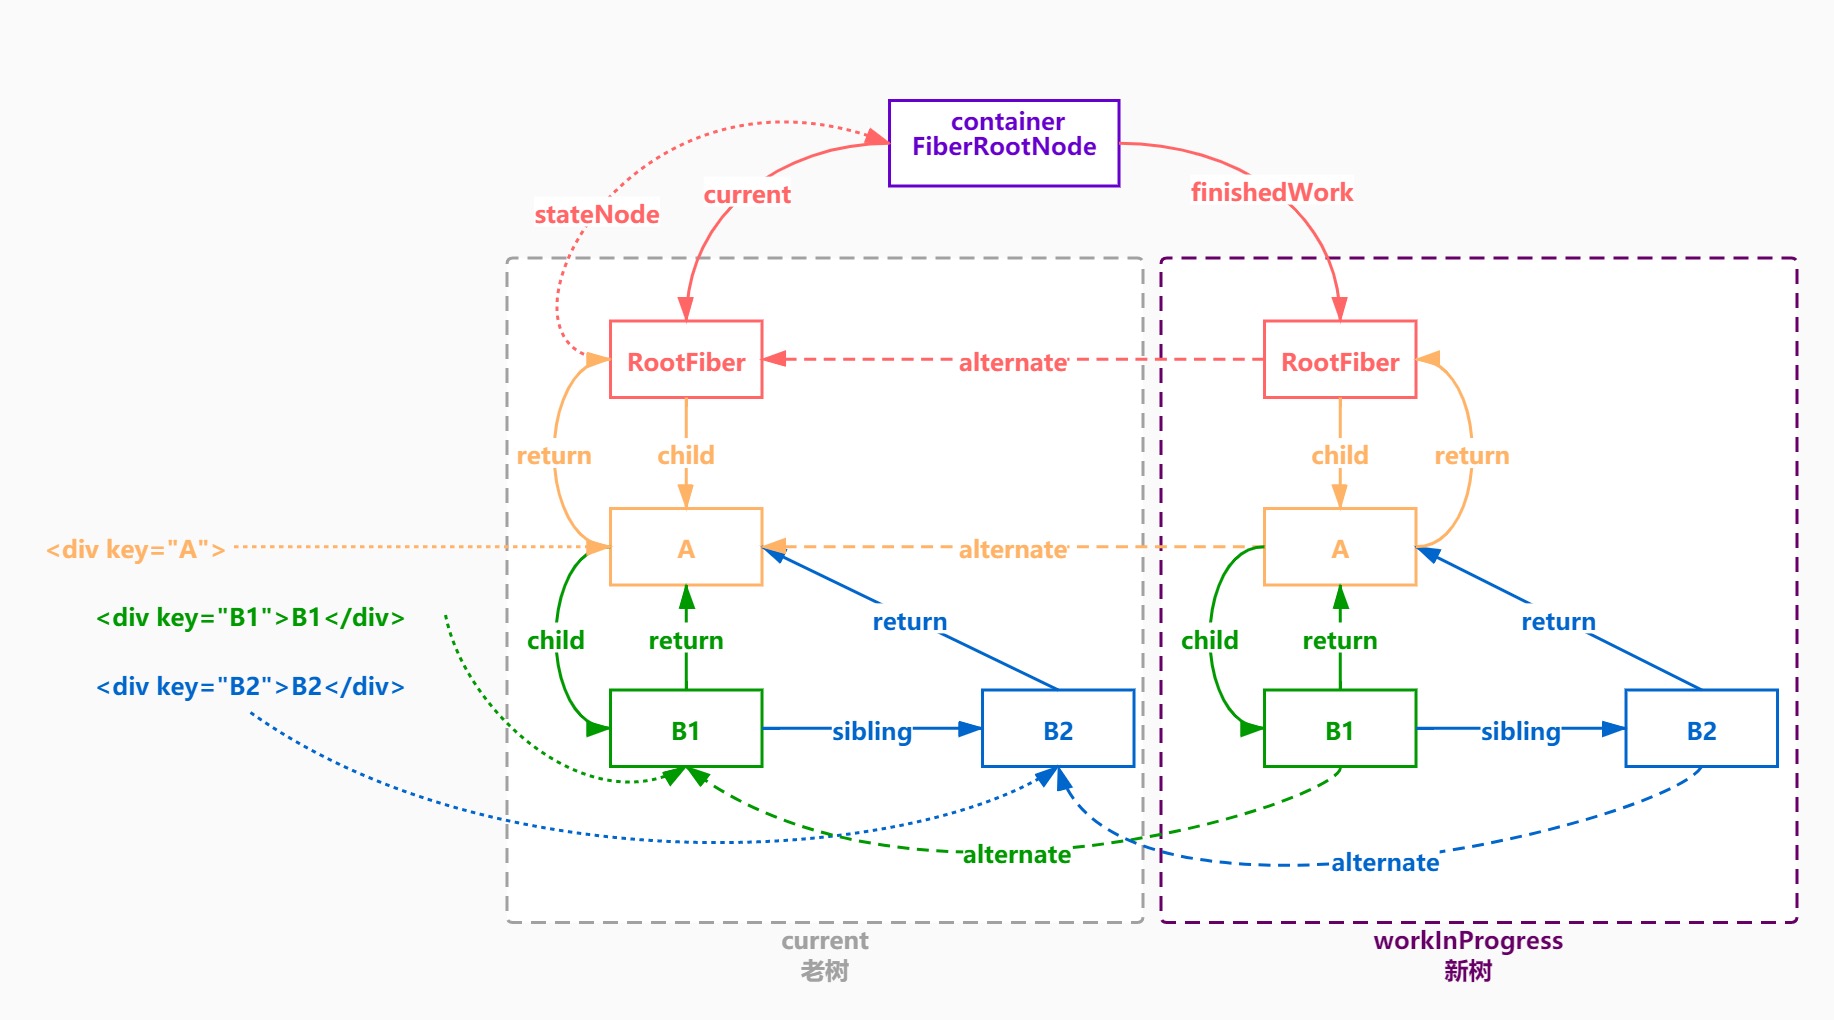 container
FiberRootNode
current
finishedWork
stateNode
RootFiber
alternate
RootFiber
return
child
child
return
<div key="A">
A
alternate
A
<div key="B1">B1</div>
return
return
child
return
child
return
<div key="B2">B2</div>
B1
sibling
B2
B1
sibling
B2
alternate
alternate
current
老树
workInProgress
新树